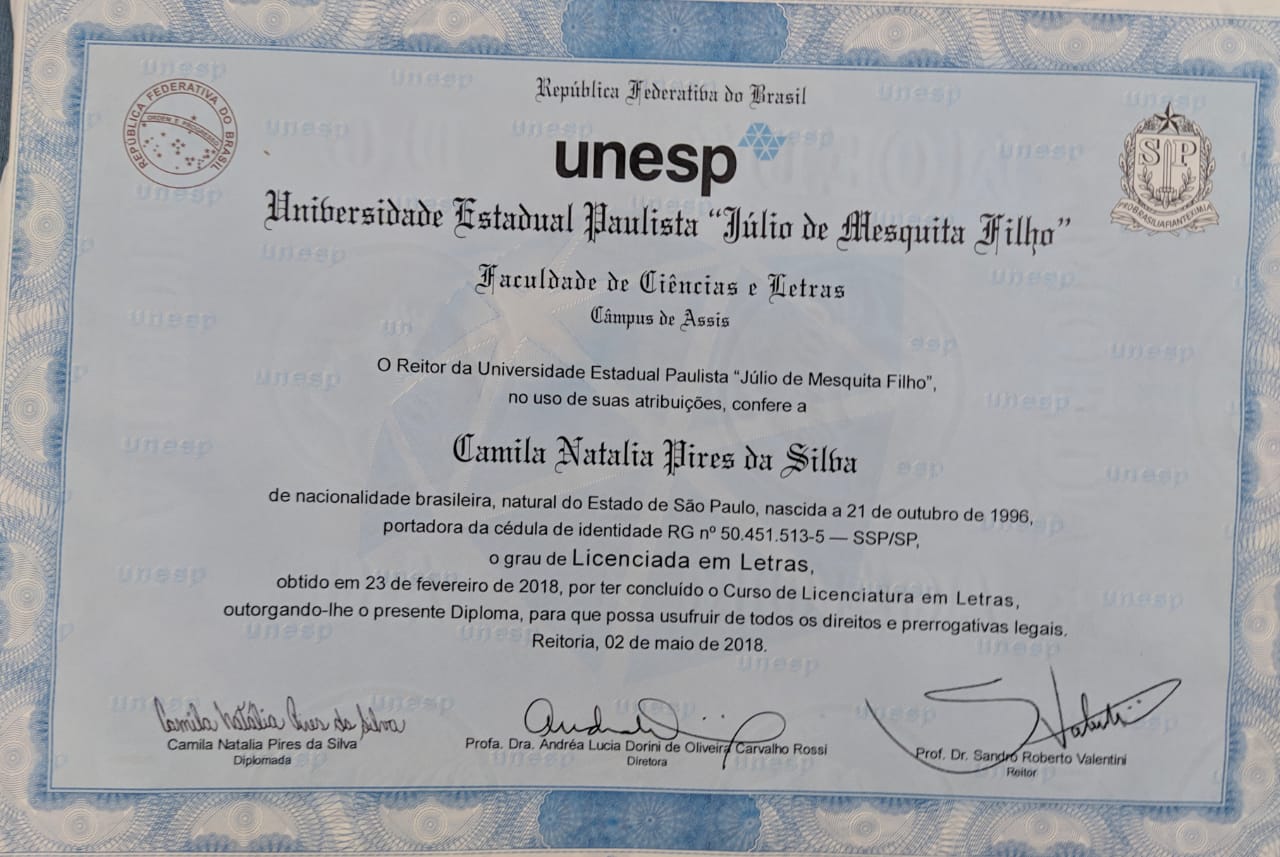 República Federativa do Brasil
REPÚBLICA FEDERATIVA DO BRASIL
ORDEM E PROGRESSO
unesp
SP
PRO BRASILIA FIANT EXIMIA
Universidade Estadual Paulista “Júlio de Mesquita Filho”
Faculdade de Ciências e Letras
Câmpus de Assis
O Reitor da Universidade Estadual Paulista “Júlio de Mesquita Filho”,
no uso de suas atribuições, confere a
Camila Natalia Pires da Silva
de nacionalidade brasileira, natural do Estado de São Paulo, nascida a 21 de outubro de 1996,
portadora da cédula de identidade RG nº 50.451.513-5 — SSP/SP,
o grau de Licenciada em Letras,
obtido em 23 de fevereiro de 2018, por ter concluído o Curso de Licenciatura em Letras,
outorgando-lhe o presente Diploma, para que possa usufruir de todos os direitos e prerrogativas legais.
Reitoria, 02 de maio de 2018.
Camila Natália Pires da Silva
Camila Natalia Pires da Silva
Diplomada
Profa. Dra. Andréa Lucia Dorini de Oliveira Carvalho Rossi
Diretora
Prof. Dr. Sandro Roberto Valentini
Reitor